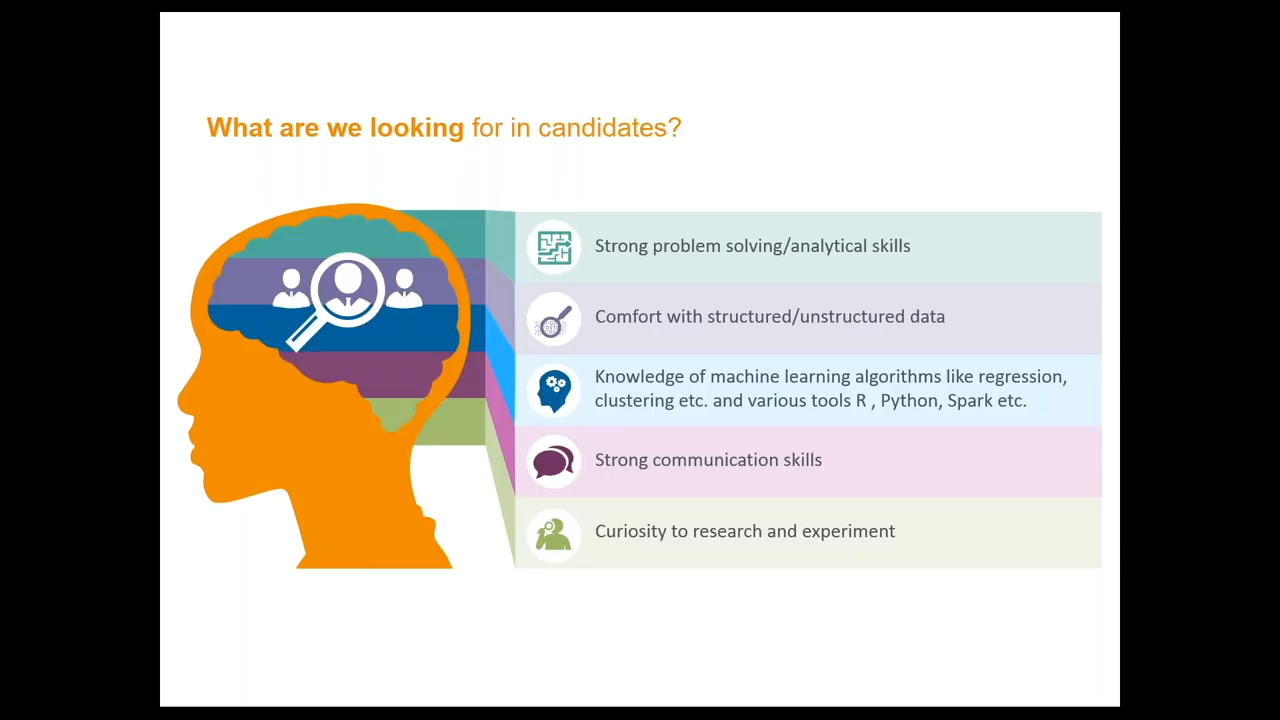 What are we looking for in candidates?
Strong problem solving/analytical skills
Comfort with structured/unstructured data
Knowledge of machine learning algorithms like regression,
clustering etc. and various tools R , Python, Spark etc.
Strong communication skills
Curiosity to research and experiment